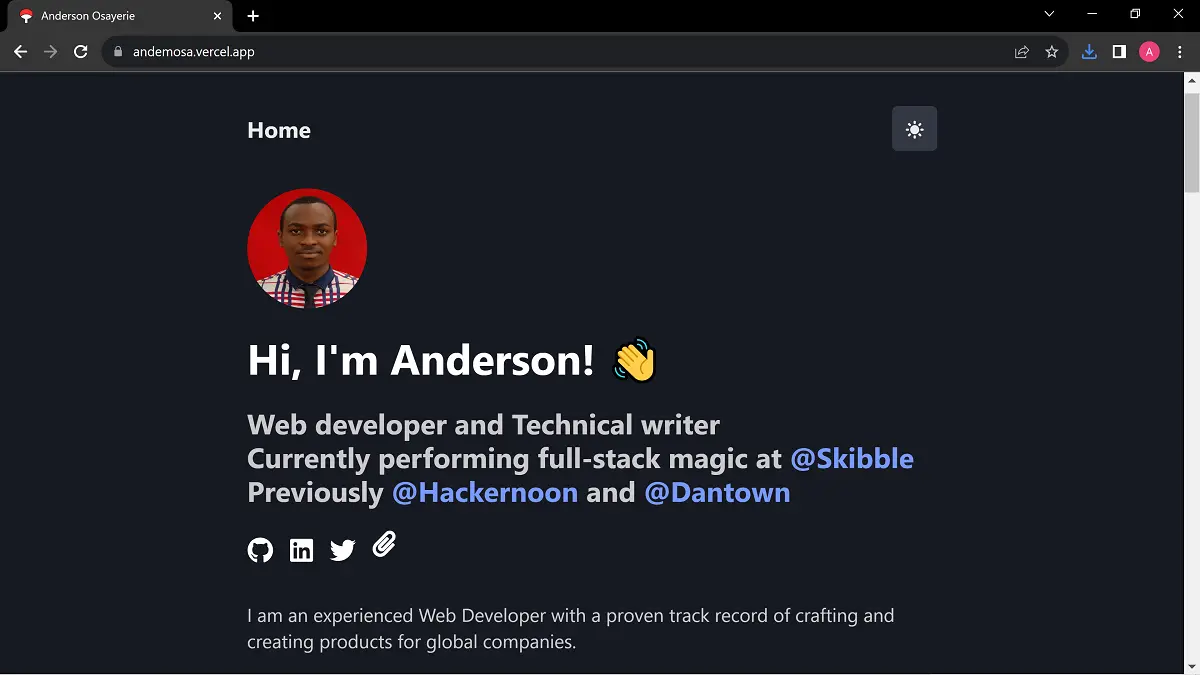 Anderson Osayerie
andemosa.vercel.app
A
Home
Hi, I'm Anderson! 👋
Web developer and Technical writer
Currently performing full-stack magic at @Skibble
Previously @Hackernoon and @Dantown
in
I am an experienced Web Developer with a proven track record of crafting and
creating products for global companies.